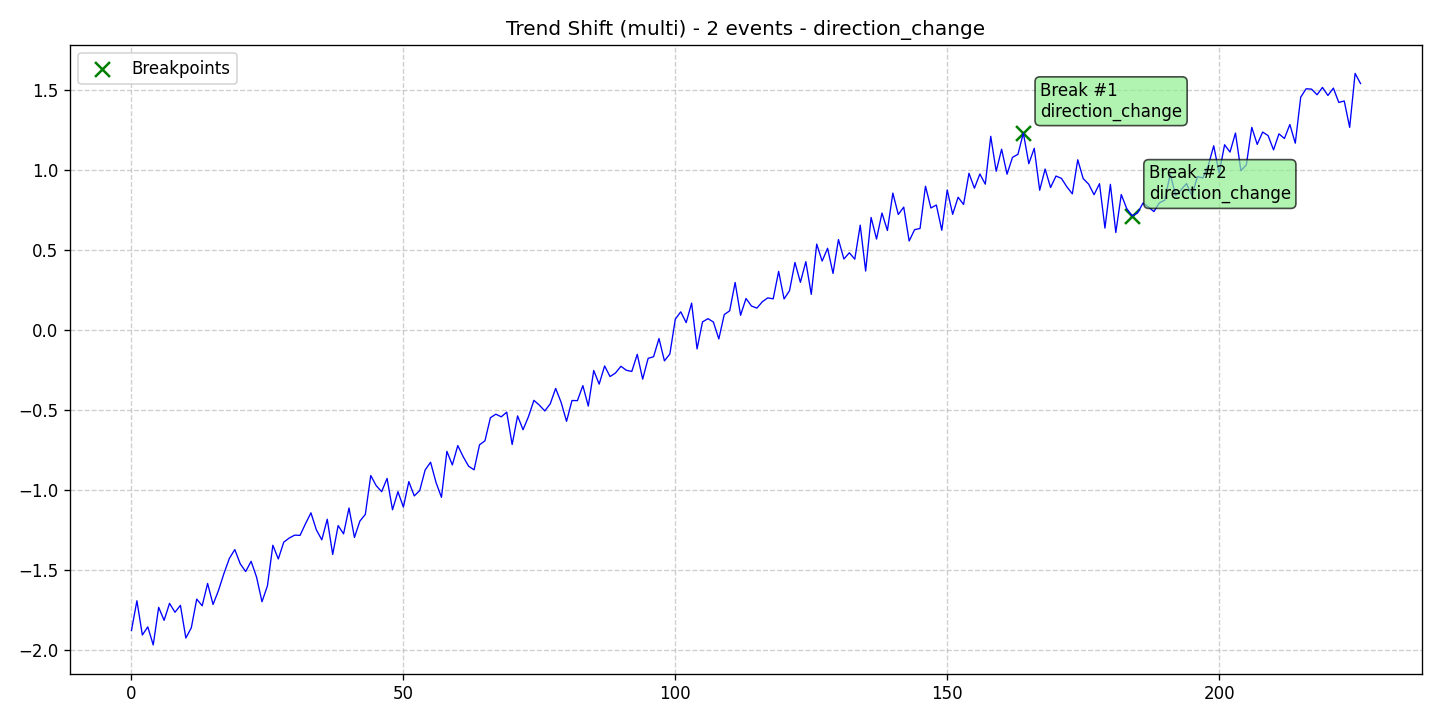 Trend Shift (multi) - 2 events - direction_change
Breakpoints
Break #1
direction_change
Break #2
direction_change
1.5
1.0
0.5
0.0
−0.5
−1.0
−1.5
−2.0
0
50
100
150
200